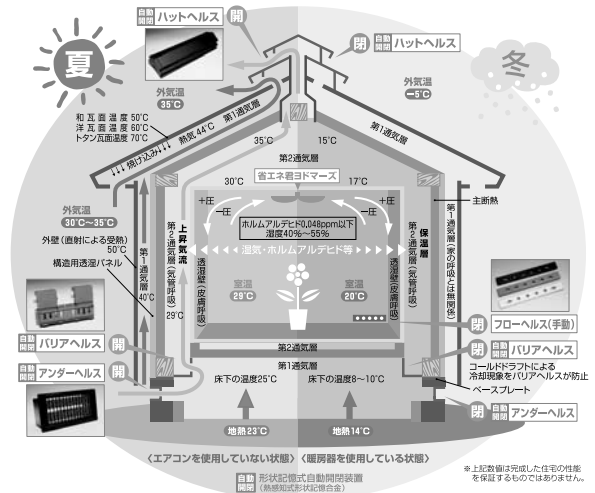 自動開閉 ハットヘルス 開
閉 自動開閉 ハットヘルス
夏
冬
外気温
35℃
外気温
−5℃
和瓦面温度 50℃
洋瓦面温度 60℃
トタン瓦面温度 70℃
焼け込み
熱気 44℃
第1通気層
第1通気層
35℃
15℃
第2通気層
省エネ君ヨドマーズ
30℃
17℃
主断熱
+圧
−圧
+圧
−圧
ホルムアルデヒド0,048ppm以下
湿度40%〜55%
湿気・ホルムアルデヒド等
外気温
30℃〜35℃
外壁(直射による受熱)
50℃
構造用透湿パネル
第1通気層
40℃
第2通気層(気管呼吸)
29℃
上昇気流
透湿壁(皮膚呼吸)
室温
29℃
室温
20℃
透湿壁(皮膚呼吸)
第2通気層(気管呼吸)
保温層
第1通気層(家の呼吸とは無関係)
閉 フローヘルス(手動)
自動開閉 バリアヘルス 開
閉 自動開閉 バリアヘルス
コールドドラフトによる
冷却現象をバリアヘルスが防止
ベースプレート
自動開閉 アンダーヘルス 開
閉 自動開閉 アンダーヘルス
第2通気層
第1通気層
床下の温度25℃
床下の温度8〜10℃
地熱23℃
地熱14℃
〈エアコンを使用していない状態〉
〈暖房器を使用している状態〉
自動開閉 形状記憶式自動開閉装置
(熱感知式形状記憶合金)
※上記数値は完成した住宅の性能
を保証するものではありません。